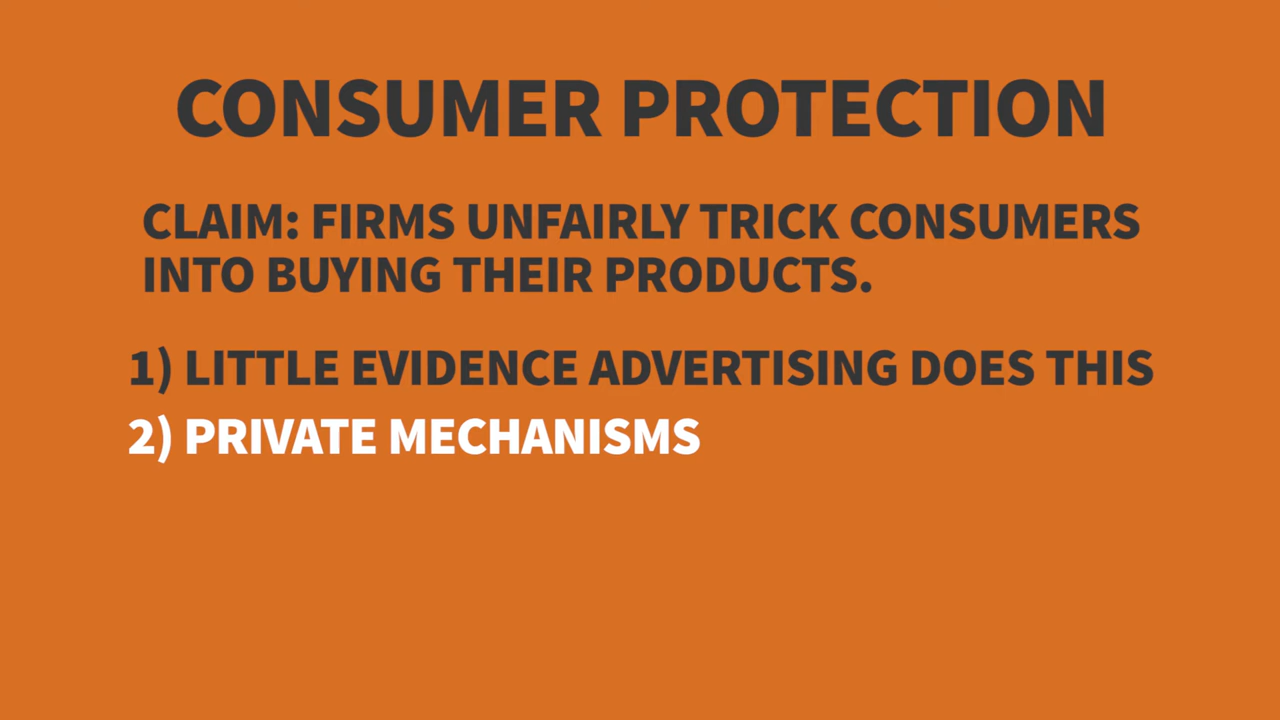 CONSUMER PROTECTION
CLAIM: FIRMS UNFAIRLY TRICK CONSUMERS
INTO BUYING THEIR PRODUCTS.
1) LITTLE EVIDENCE ADVERTISING DOES THIS
2) PRIVATE MECHANISMS